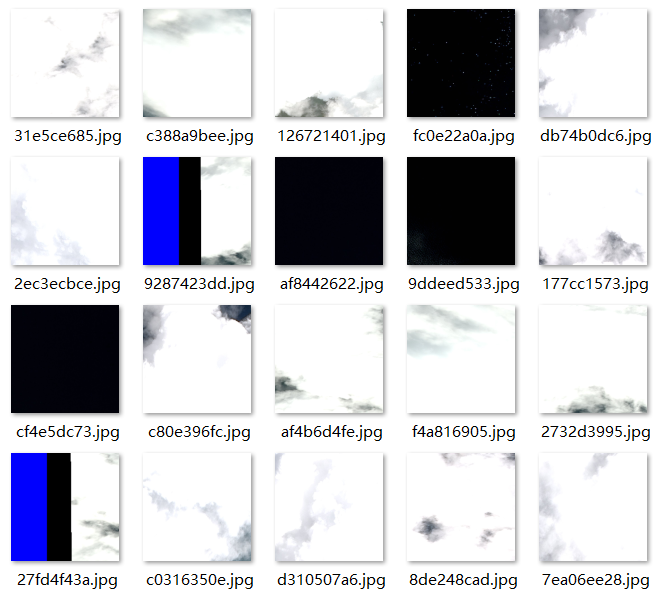 31e5ce685.jpg c388a9bee.jpg 126721401.jpg fc0e22a0a.jpg db74b0dc6.jpg
2ec3ecbce.jpg 9287423dd.jpg af8442622.jpg 9ddeed533.jpg 177cc1573.jpg
cf4e5dc73.jpg c80e396fc.jpg af4b6d4fe.jpg f4a816905.jpg 2732d3995.jpg
27fd4f43a.jpg c0316350e.jpg d310507a6.jpg 8de248cad.jpg 7ea06ee28.jpg